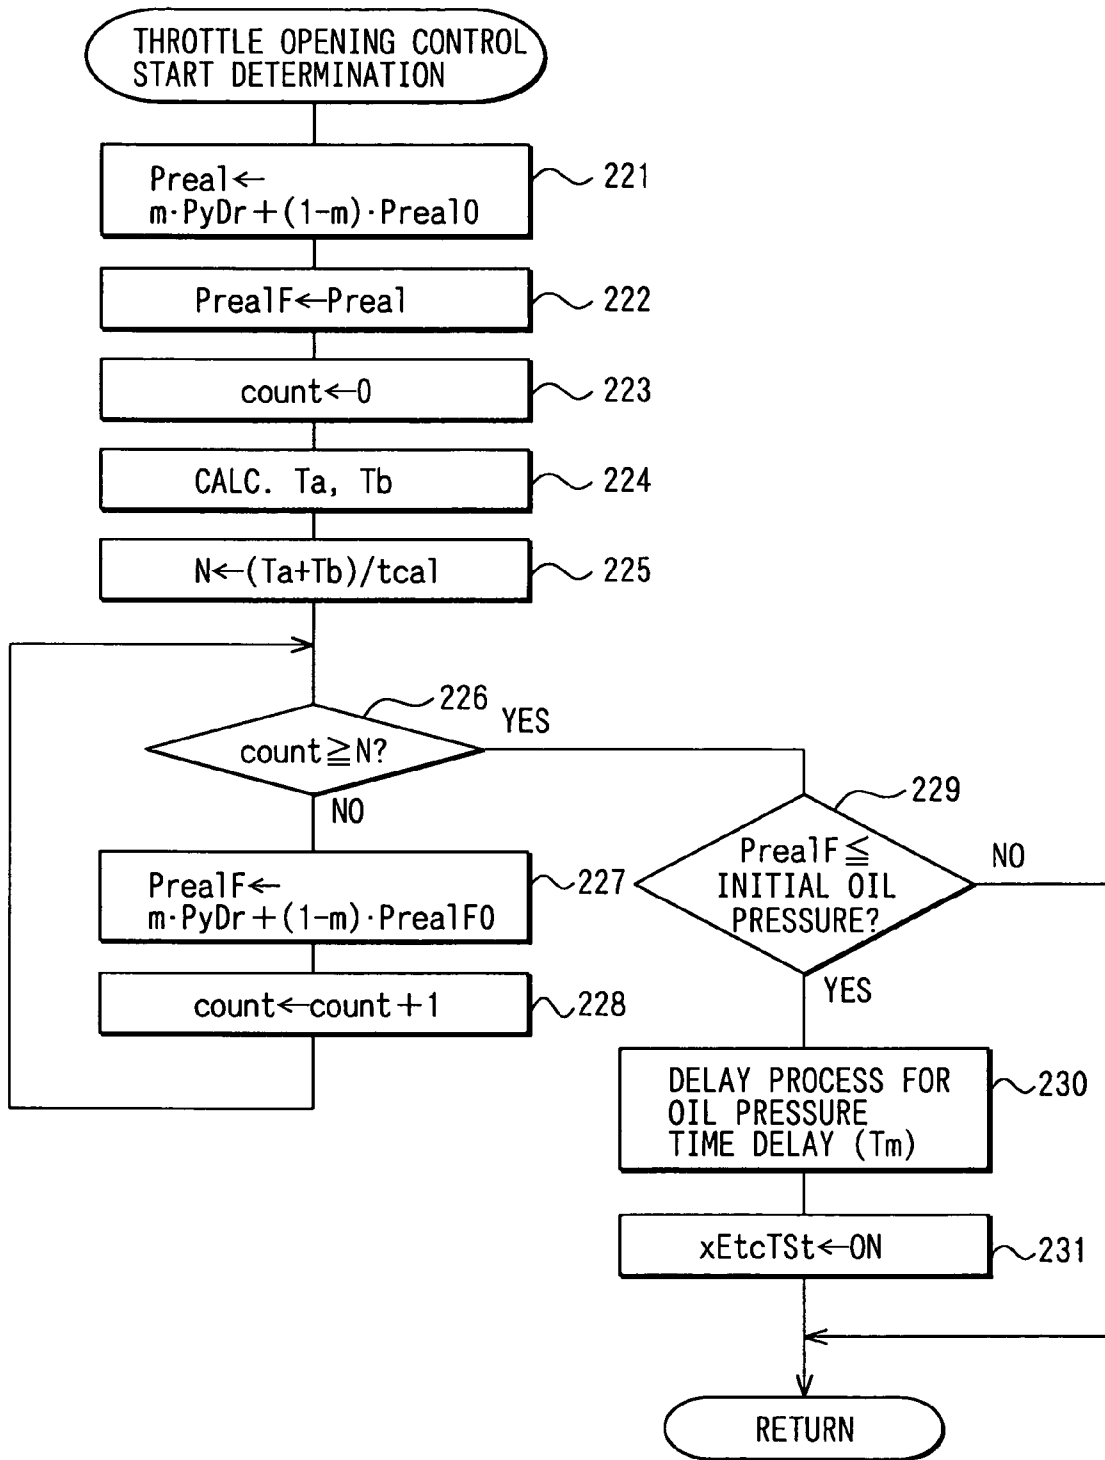 THROTTLE OPENING CONTROL
START DETERMINATION
Preal←
m·PyDr+(1-m)·Preal0
221
PrealF←Preal
222
count←0
223
CALC. Ta, Tb
224
N←(Ta+Tb)/tcal
225
226
count≧N?
YES
NO
PrealF←
m·PyDr+(1-m)·PrealF0
227
count←count+1
228
229
PrealF≦
INITIAL OIL
PRESSURE?
NO
YES
DELAY PROCESS FOR
OIL PRESSURE
TIME DELAY (Tm)
230
xEtcTSt←ON
231
RETURN